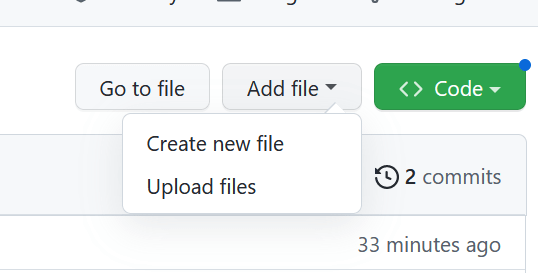 Go to file
Add file
Code
Create new file
Upload files
2 commits
33 minutes ago